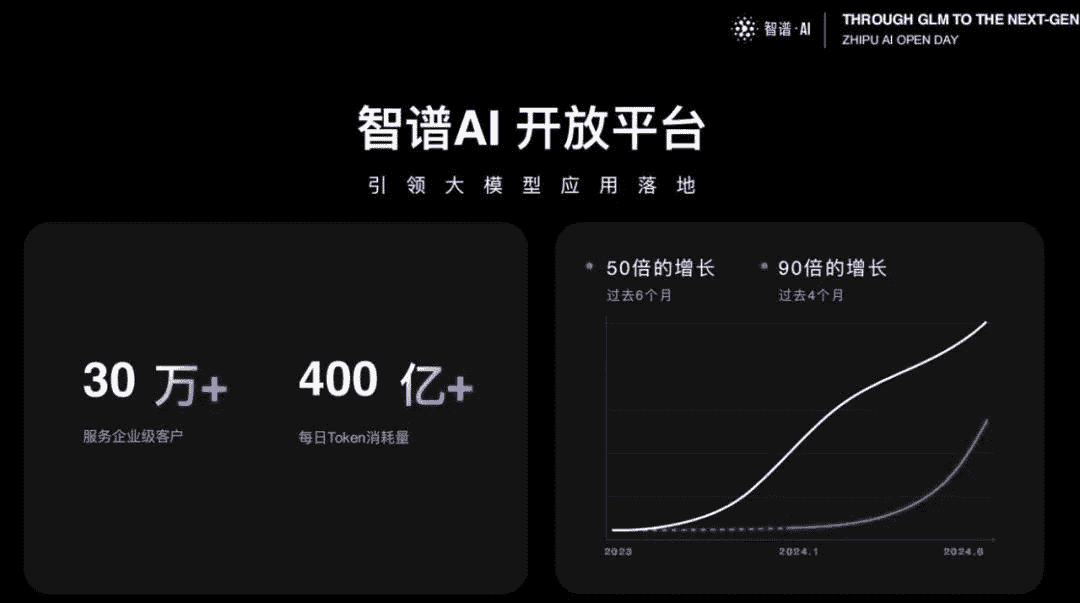 智谱·AI
THROUGH GLM TO THE NEXT-GEN
ZHIPU AI OPEN DAY
智谱AI 开放平台
引领大模型应用落地
30 万+
服务企业级客户
400 亿+
每日Token消耗量
50倍的增长
过去6个月
90倍的增长
过去4个月
2023
2024.1
2024.6